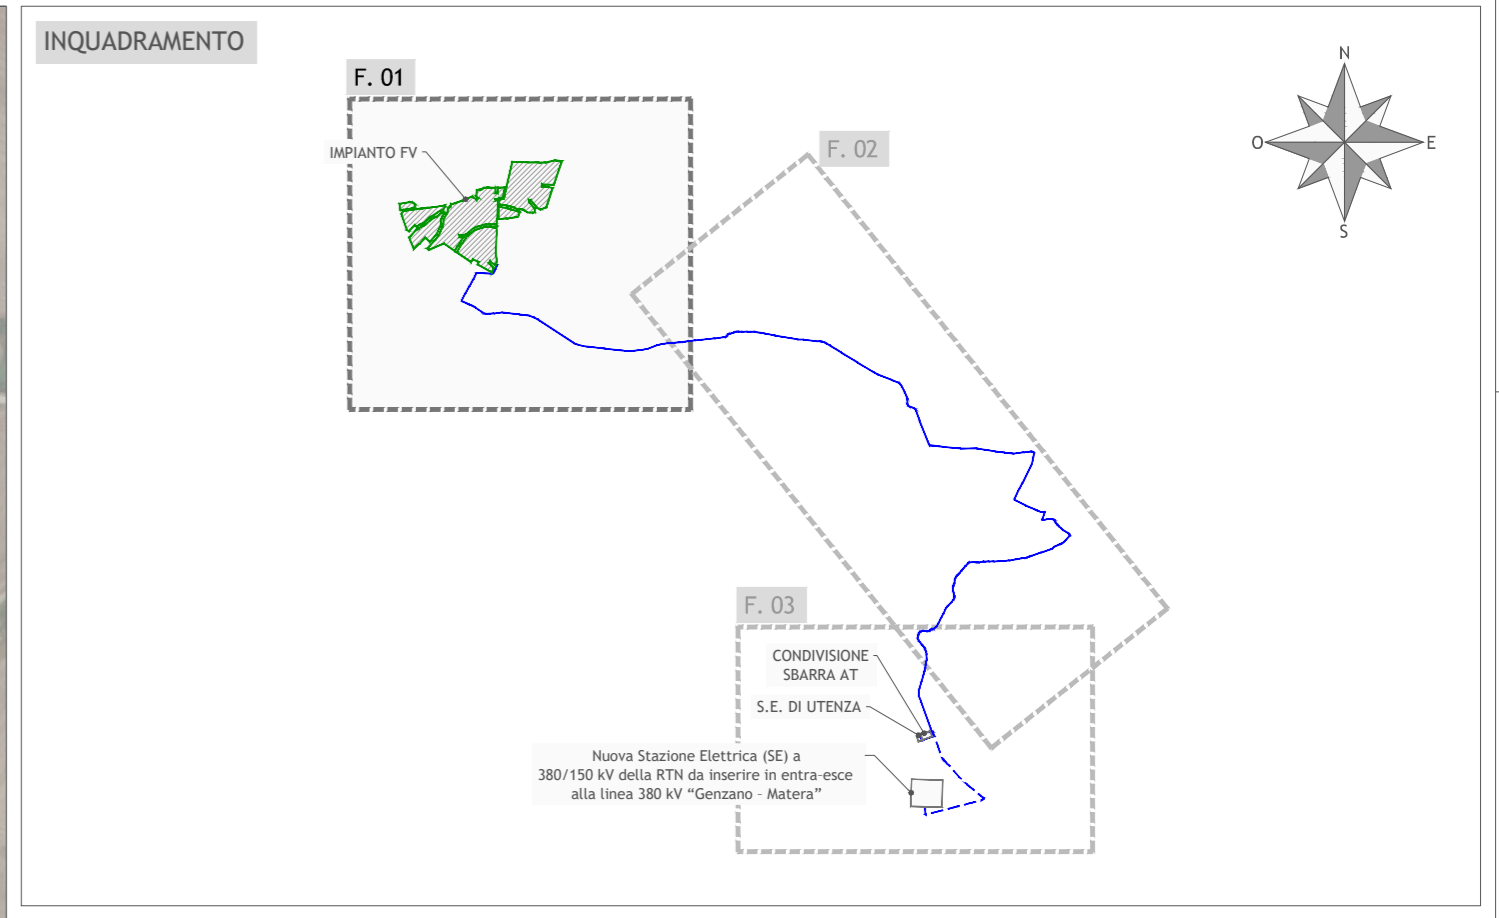 INQUADRAMENTO
F. 01
IMPIANTO FV
F. 02
N
O
E
S
F. 03
CONDIVISIONE
SBARRA AT
S.E. DI UTENZA
Nuova Stazione Elettrica (SE) a
380/150 kV della RTN da inserire in entra-esce
alla linea 380 kV “Genzano - Matera”